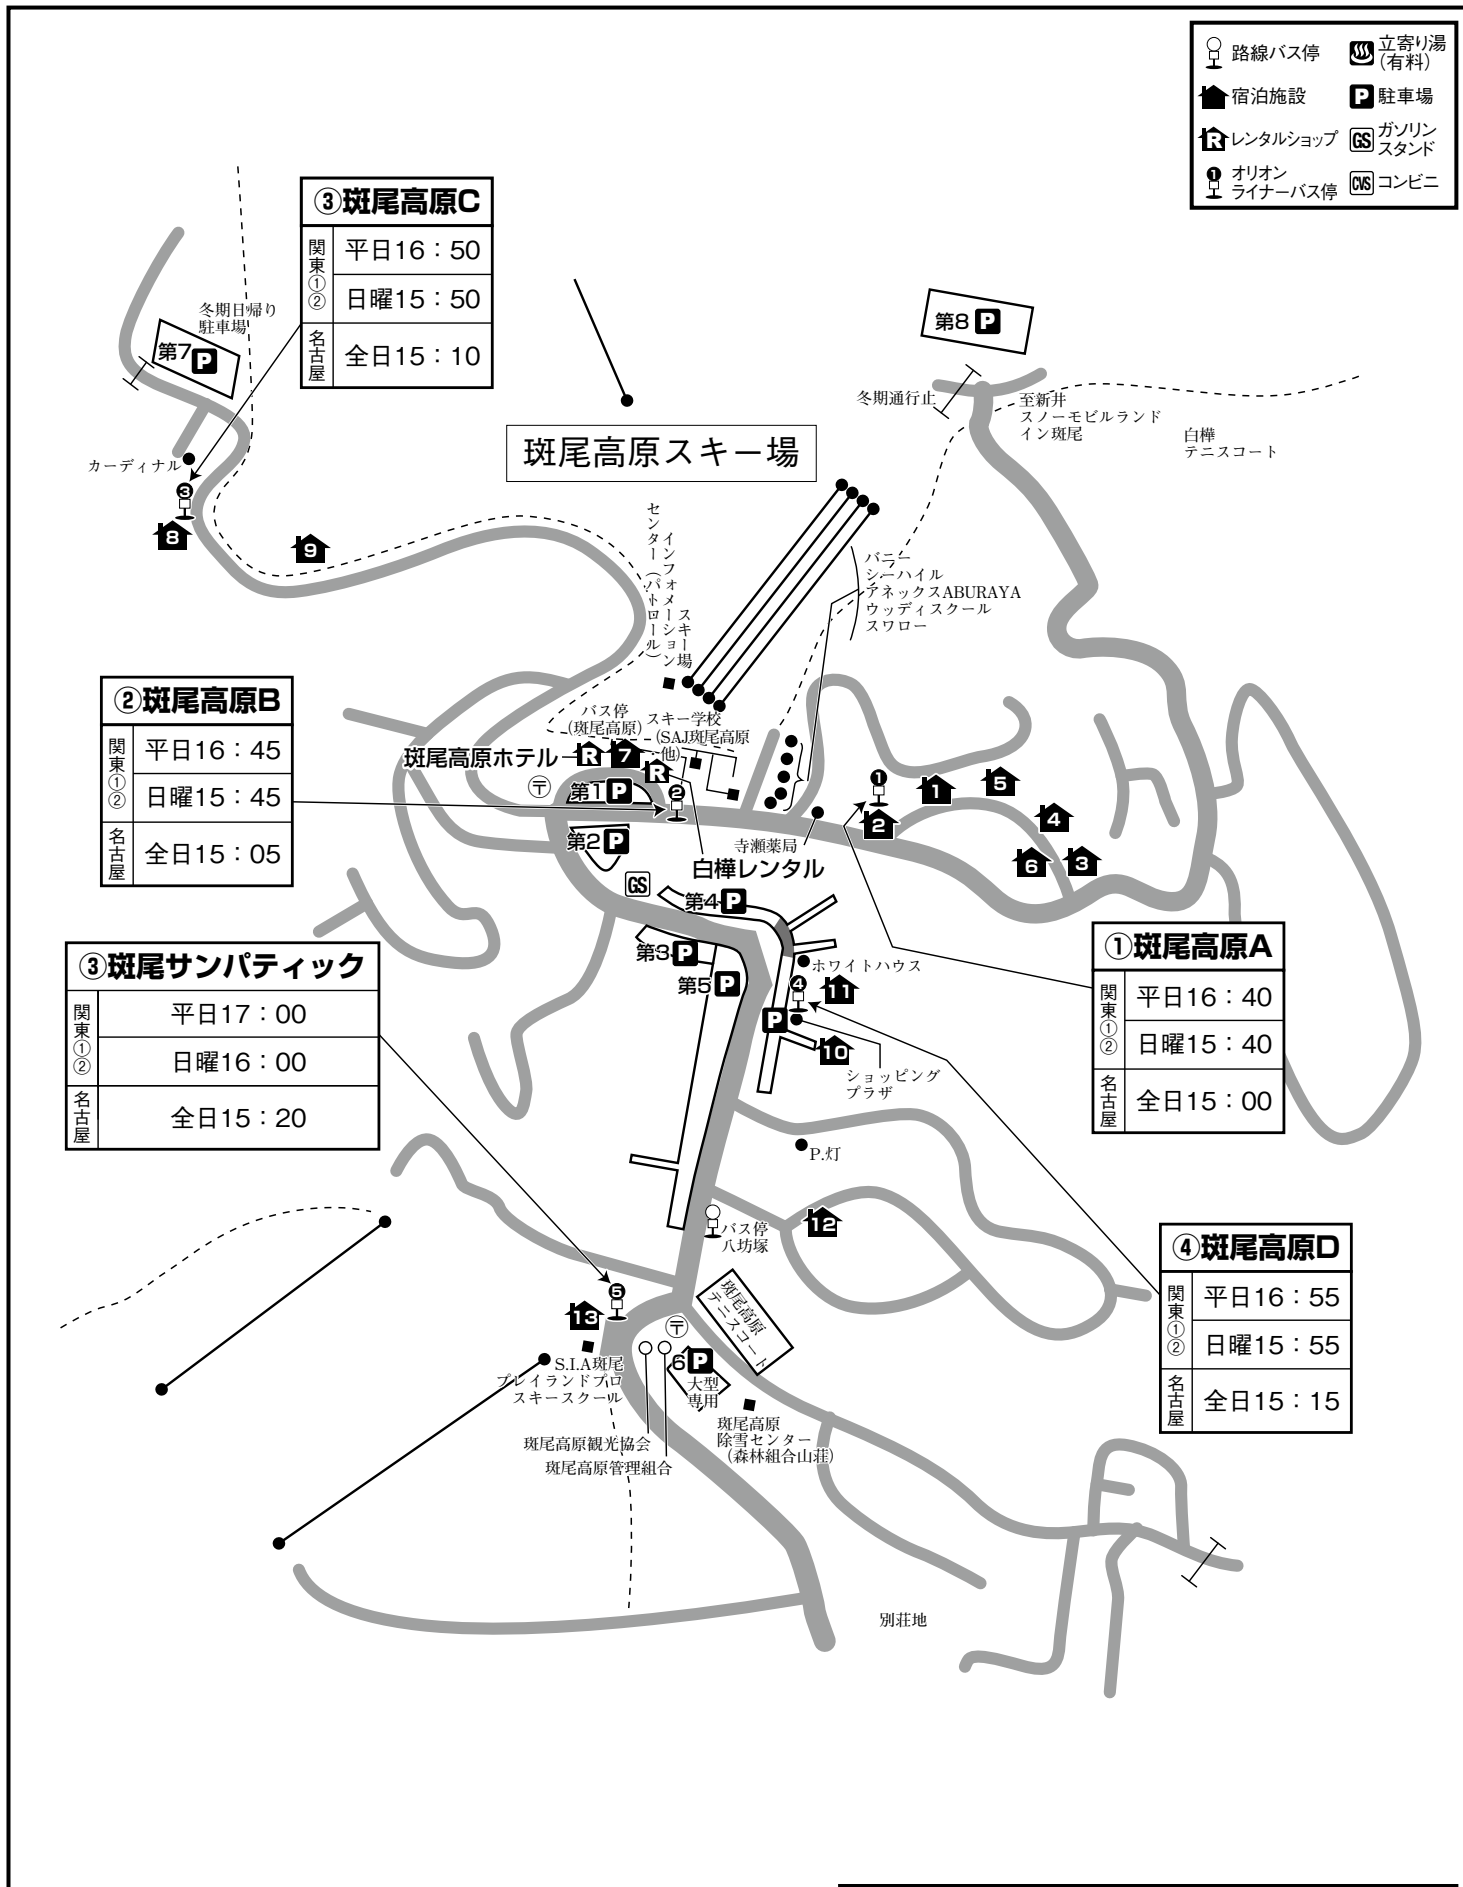 路線バス停
立寄り湯
(有料)
宿泊施設
P 駐車場
R レンタルショップ
GS ガソリン
スタンド
1 オリオン
ライナーバス停
CVS コンビニ
③斑尾高原C
関東①②
平日16：50
日曜15：50
名古屋
全日15：10
冬期日帰り
駐車場
第7 P
カーディナル
3
8
9
斑尾高原スキー場
第8 P
冬期通行止
至新井
スノーモビルランド
イン斑尾
白樺
テニスコート
スキー場
インフォメーション
センター（パトロール）
バニー
シーハイル
アネックスABURAYA
ウッディスクール
スワロー
②斑尾高原B
関東①②
平日16：45
日曜15：45
名古屋
全日15：05
バス停
(斑尾高原)
スキー学校
(SAJ斑尾高原
他)
斑尾高原ホテル
R
7
R
〒
第1 P
2
第2 P
白樺レンタル
寺瀬薬局
1
2
1
5
4
6
3
GS
第4 P
第3 P
第5 P
ホワイトハウス
4
11
P
10
ショッピング
プラザ
①斑尾高原A
関東①②
平日16：40
日曜15：40
名古屋
全日15：00
③斑尾サンパティック
関東①②
平日17：00
日曜16：00
名古屋
全日15：20
P.灯
バス停
八坊塚
12
④斑尾高原D
関東①②
平日16：55
日曜15：55
名古屋
全日15：15
5
13
〒
斑尾高原
テニスコート
S.I.A斑尾
プレイランドプロ
スキースクール
6 P
大型
専用
斑尾高原観光協会
斑尾高原管理組合
斑尾高原
除雪センター
(森林組合山荘)
別荘地